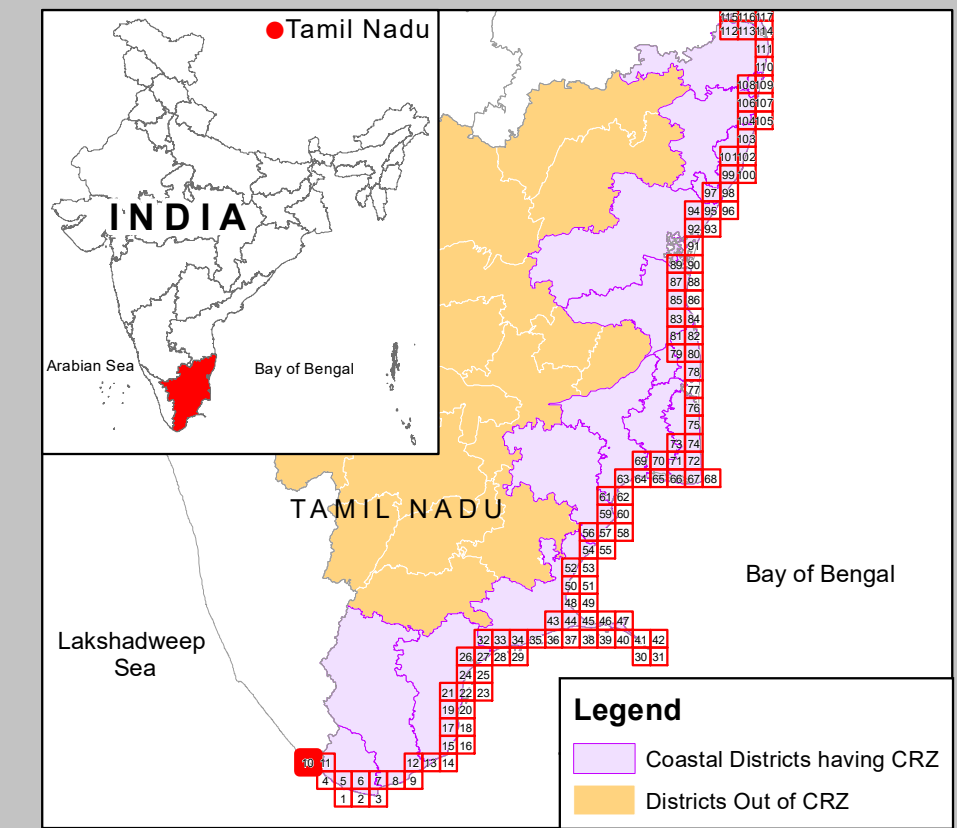 Tamil Nadu
INDIA
Arabian Sea
Bay of Bengal
115 116 117
112 113 114
111
110
108 109
106 107
104 105
103
101 102
99 100
97 98
94 95 96
92 93
91
89 90
87 88
85 86
83 84
81 82
79 80
78
77
76
75
73 74
69 70 71 72
63 64 65 66 67 68
61 62
TAMIL NADU
59 60
56 57 58
54 55
52 53
Bay of Bengal
50 51
48 49
43 44 45 46 47
Lakshadweep
Sea
32 33 34 35 36 37 38 39 40 41 42
26 27 28 29 30 31
24 25
21 22 23
19 20
17 18
15 16
10 11 12 13 14
4 5 6 7 8 9
1 2 3
Legend
Coastal Districts having CRZ
Districts Out of CRZ